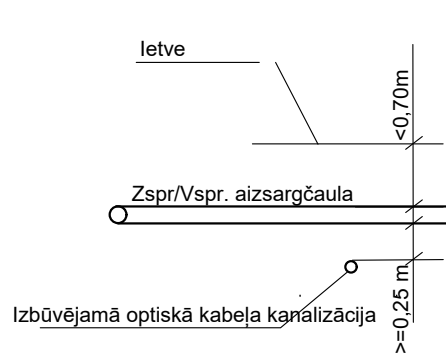 Ietve
<0,70m
Zspr/Vspr. aizsargčaula
Izbūvējamā optiskā kabeļa kanalizācija
>=0,25 m